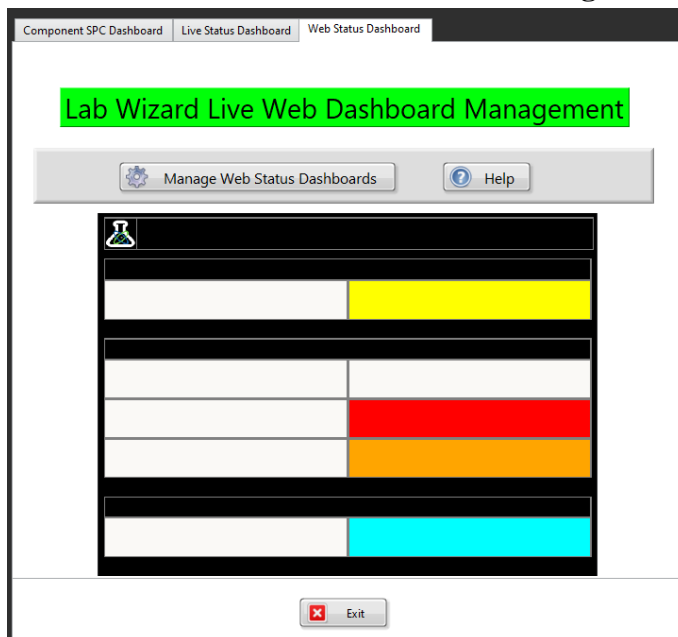 Component SPC Dashboard Live Status Dashboard Web Status Dashboard
Lab Wizard Live Web Dashboard Management
Manage Web Status Dashboards Help
Exit